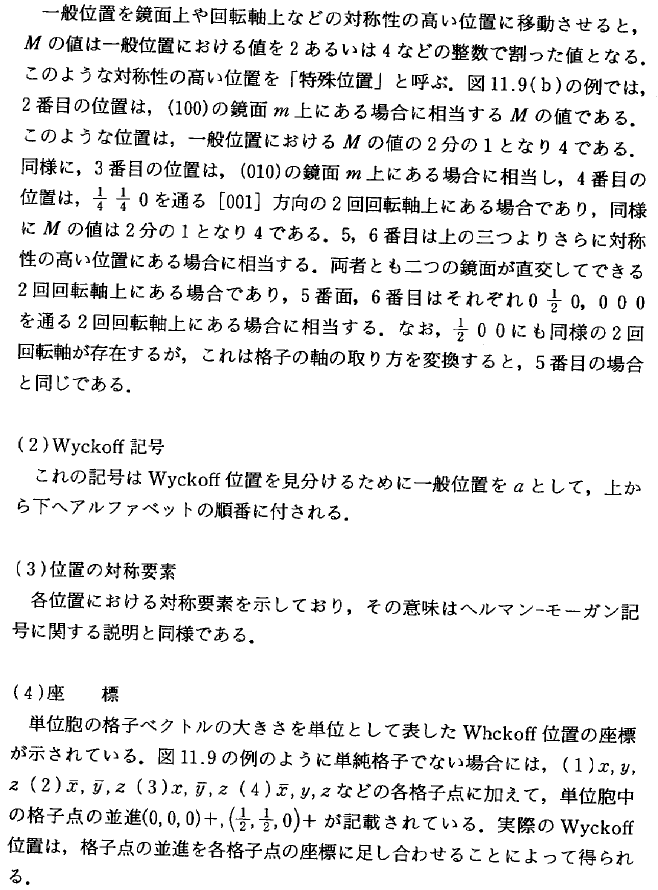 一般位置を鏡面上や回転軸上などの対称性の高い位置に移動させると，
Mの値は一般位置における値を2あるいは4などの整数で割った値となる．
このような対称性の高い位置を「特殊位置」と呼ぶ．図11.9(b)の例では，
2番目の位置は，(100)の鏡面m上にある場合に相当するMの値である．
このような位置は，一般位置におけるMの値の2分の1となり4である．
同様に，3番目の位置は，(010)の鏡面m上にある場合に相当し，4番目の
位置は，1/4 1/4 0を通る［001］方向の2回回転軸上にある場合であり，同様
にMの値は2分の1となり4である．5，6番目は上の三つよりさらに対称
性の高い位置にある場合に相当する．両者とも二つの鏡面が直交してできる
2回回転軸上にある場合であり，5番面，6番目はそれぞれ0 1/2 0，0 0 0
を通る2回回転軸上にある場合に相当する．なお，1/2 0 0にも同様の2回
回転軸が存在するが，これは格子の軸の取り方を変換すると，5番目の場合
と同じである．
(2)Wyckoff記号
これの記号はWyckoff位置を見分けるために一般位置をaとして，上か
ら下へアルファベットの順番に付される．
(3)位置の対称要素
各位置における対称要素を示しており，その意味はヘルマン-モーガン記
号に関する説明と同様である．
(4)座　標
単位胞の格子ベクトルの大きさを単位として表したWhckoff位置の座標
が示されている．図11.9の例のように単純格子でない場合には，(1)x, y,
z (2)x̄, ȳ, z (3)x, ȳ, z (4)x̄, y, zなどの各格子点に加えて，単位胞中
の格子点の並進(0, 0, 0)+，(1/2, 1/2, 0)+が記載されている．実際のWyckoff
位置は，格子点の並進を各格子点の座標に足し合わせることによって得られ
る．